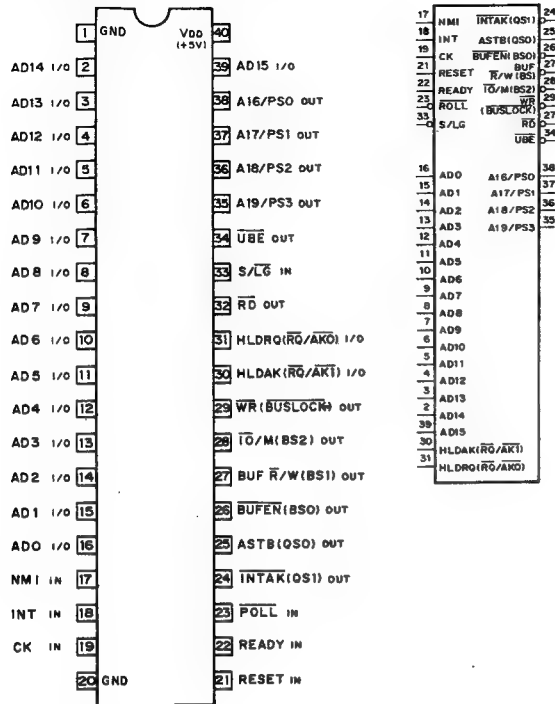 1 GND VDD 40
(+5V)
AD14 I/O 2 39 AD15 I/O
AD13 I/O 3 38 A16/PS0 OUT
AD12 I/O 4 37 A17/PS1 OUT
AD11 I/O 5 36 A18/PS2 OUT
AD10 I/O 6 35 A19/PS3 OUT
AD9 I/O 7 34 UBE OUT
AD8 I/O 8 33 S/LG IN
AD7 I/O 9 32 RD OUT
AD6 I/O 10 31 HLDRQ(RQ/AK0) I/O
AD5 I/O 11 30 HLDAK(RQ/AK1) I/O
AD4 I/O 12 29 WR(BUSLOCK) OUT
AD3 I/O 13 28 IO/M(BS2) OUT
AD2 I/O 14 27 BUF R/W(BS1) OUT
AD1 I/O 15 26 BUFEN(BS0) OUT
AD0 I/O 16 25 ASTB(QS0) OUT
NMI IN 17 24 INTAK(QS1) OUT
INT IN 18 23 POLL IN
CK IN 19 22 READY IN
20 GND 21 RESET IN
17 NMI INTAK(QS1) 24
18 INT ASTB(QS0) 25
19 CK BUFEN(BS0) 26
21 RESET BUF R/W(BS1) 27
22 READY IO/M(BS2) 28
23 ROLL WR (BUSLOCK) 29
33 S/LG RD 27
UBE 34
16 AD0 A16/PS0 38
15 AD1 A17/PS1 37
14 AD2 A18/PS2 36
13 AD3 A19/PS3 35
12 AD4
11 AD5
10 AD6
9 AD7
8 AD8
7 AD9
6 AD10
5 AD11
4 AD12
3 AD13
2 AD14
39 AD15
30 HLDAK(RQ/AK1)
31 HLDRQ(RQ/AK0)